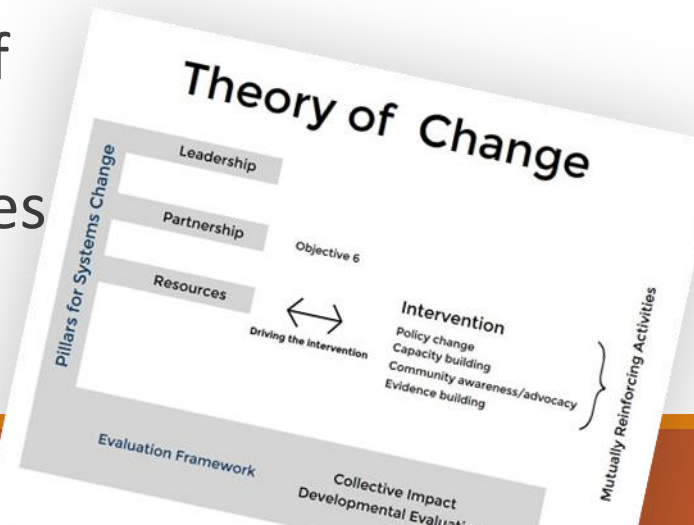 Theory of Change
Pillars for Systems Change
Leadership
Partnership
Objective 6
Resources
Driving the intervention
Intervention
Policy change
Capacity building
Community awareness/advocacy
Evidence building
Mutually Reinforcing Activities
Evaluation Framework
Collective Impact
Developmental